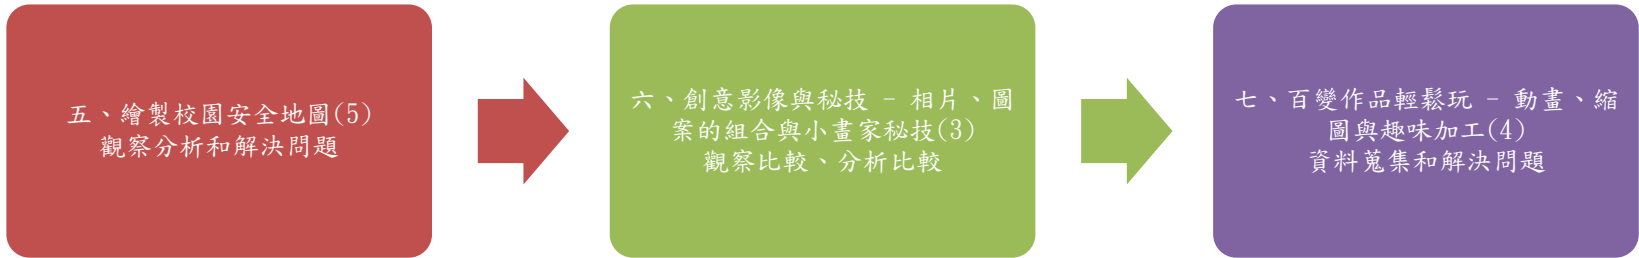 五、繪製校園安全地圖(5)
觀察分析和解決問題
六、創意影像與秘技 - 相片、圖
案的組合與小畫家秘技(3)
觀察比較、分析比較
七、百變作品輕鬆玩 - 動畫、縮
圖與趣味加工(4)
資料蒐集和解決問題